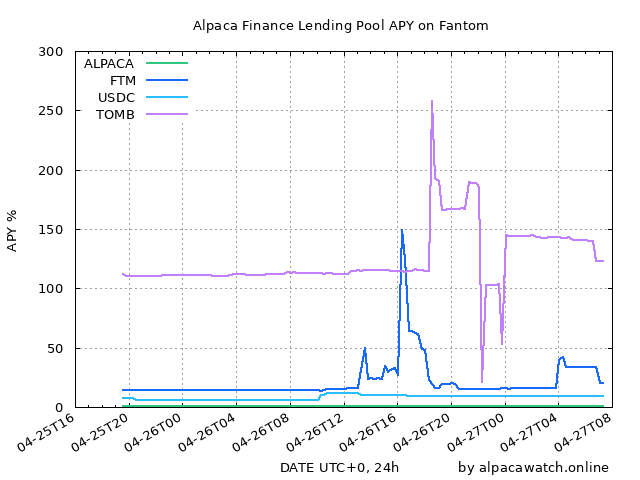 Alpaca Finance Lending Pool APY on Fantom
300
250
200
150
100
50
0
APY %
ALPACA
FTM
USDC
TOMB
04-25T16
04-25T20
04-26T00
04-26T04
04-26T08
04-26T12
04-26T16
04-26T20
04-27T00
04-27T04
04-27T08
DATE UTC+0, 24h
by alpacawatch.online